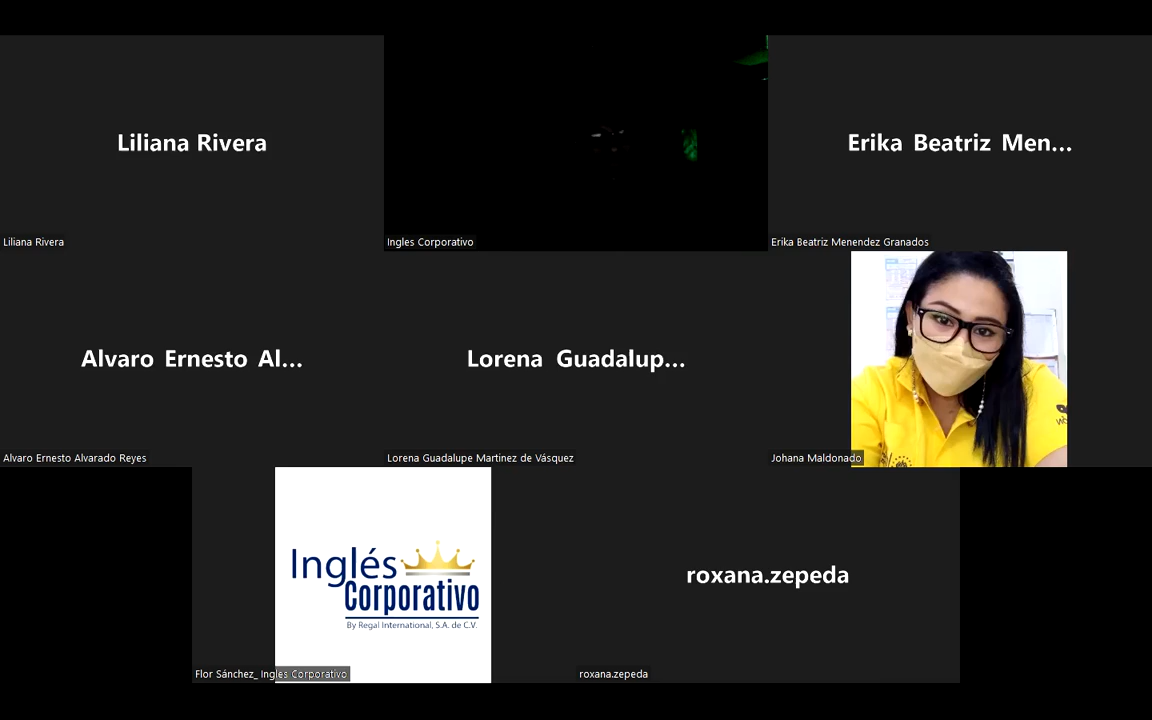 Liliana Rivera
Liliana Rivera
Ingles Corporativo
Erika Beatriz Men...
Erika Beatriz Menendez Granados
Alvaro Ernesto Al...
Alvaro Ernesto Alvarado Reyes
Lorena Guadalup...
Lorena Guadalupe Martinez de Vásquez
Johana Maldonado
Inglés
Corporativo
By Regal International, S.A. de C.V.
Flor Sánchez_ Ingles Corporativo
roxana.zepeda
roxana.zepeda